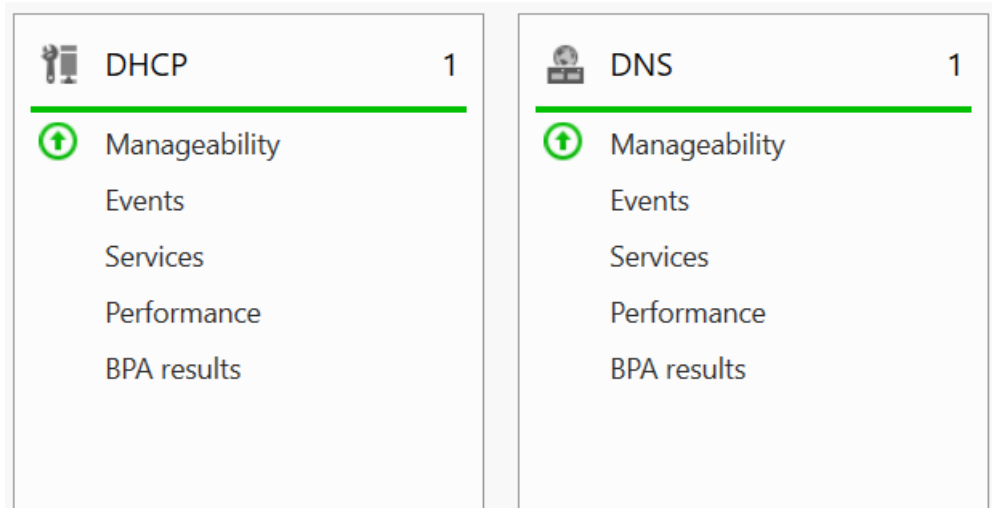 DHCP 1
Manageability
Events
Services
Performance
BPA results
DNS 1
Manageability
Events
Services
Performance
BPA results